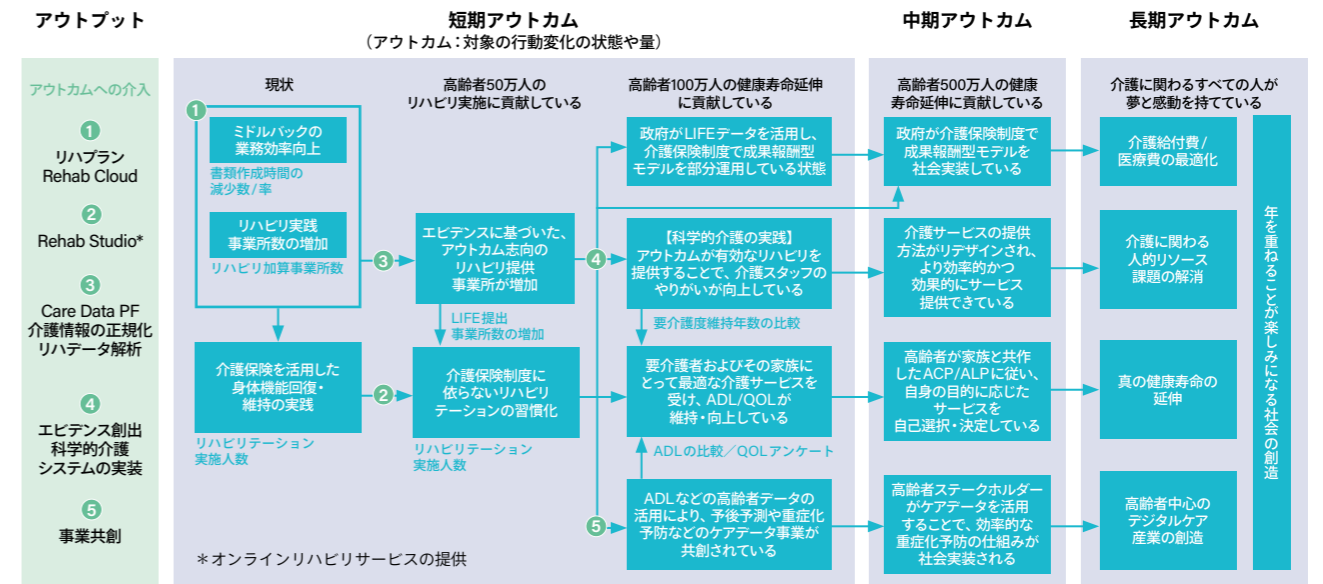 アウトプット
短期アウトカム
（アウトカム：対象の行動変化の状態や量）
中期アウトカム
長期アウトカム
アウトカムへの介入
1
リハプラン
Rehab Cloud
2
Rehab Studio*
3
Care Data PF
介護情報の正規化
リハデータ解析
4
エビデンス創出
科学的介護
システムの実装
5
事業共創
現状
1
ミドルバックの
業務効率向上
書類作成時間の
減少数/率
リハビリ実践
事業所数の増加
リハビリ加算事業所数
介護保険を活用した
身体機能回復・
維持の実践
リハビリテーション
実施人数
3
2
高齢者50万人の
リハビリ実施に貢献している
エビデンスに基づいた、
アウトカム志向の
リハビリ提供
事業所が増加
LIFE提出
事業所数の増加
介護保険制度に
依らないリハビリ
テーションの習慣化
リハビリテーション
実施人数
4
5
高齢者100万人の健康寿命延伸
に貢献している
政府がLIFEデータを活用し、
介護保険制度で成果報酬型
モデルを部分運用している状態
【科学的介護の実践】
アウトカムが有効なリハビリを
提供することで、介護スタッフの
やりがいが向上している
要介護度維持年数の比較
要介護者およびその家族に
とって最適な介護サービスを
受け、ADL/QOLが
維持・向上している
ADLの比較／QOLアンケート
ADLなどの高齢者データの
活用により、予後予測や重症化
予防などのケアデータ事業が
共創されている
＊オンラインリハビリサービスの提供
高齢者500万人の健康
寿命延伸に貢献している
政府が介護保険制度で
成果報酬型モデルを
社会実装している
介護サービスの提供
方法がリデザインされ、
より効率的かつ
効果的にサービス
提供できている
高齢者が家族と共作
したACP/ALPに従い、
自身の目的に応じた
サービスを
自己選択・決定している
高齢者ステークホルダー
がケアデータを活用
することで、効率的な
重症化予防の仕組みが
社会実装される
介護に関わるすべての人が
夢と感動を持てている
介護給付費/
医療費の最適化
介護に関わる
人的リソース
課題の解消
真の健康寿命の
延伸
高齢者中心の
デジタルケア
産業の創造
年を重ねることが楽しみになる社会の創造